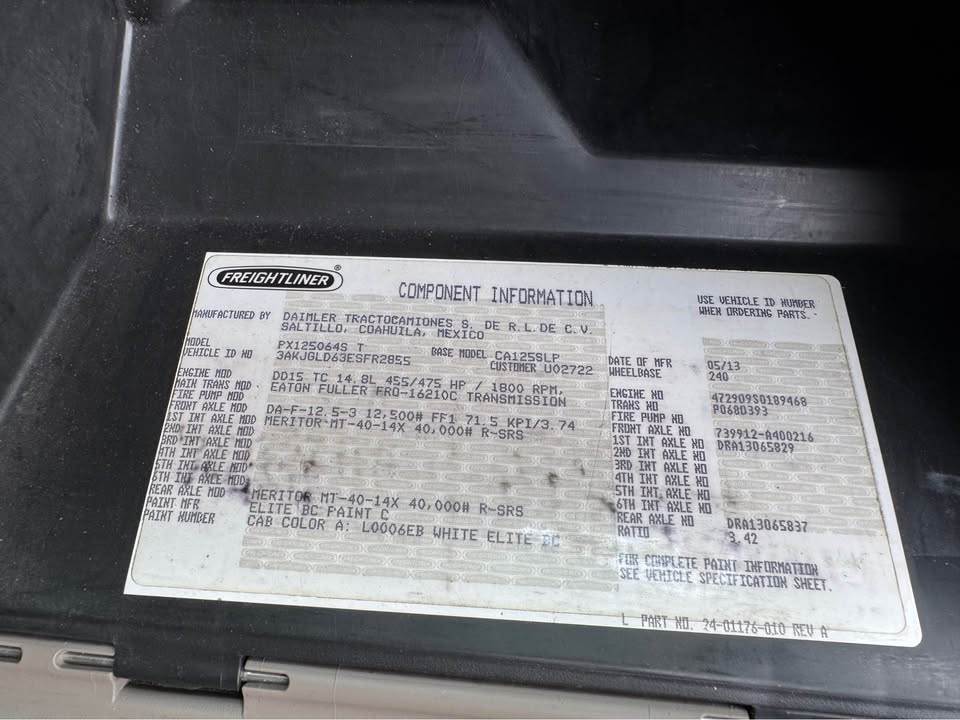 FREIGHTLINER®
COMPONENT INFORMATION
USE VEHICLE ID NUMBER
WHEN ORDERING PARTS.
MANUFACTURED BY DAIMLER TRACTOCAMIONES S. DE R.L.DE C.V.
SALTILLO, COAHUILA, MEXICO
MODEL PX125064S T BASE MODEL CA125SLP DATE OF MFR 05/13
VEHICLE ID NO 3AKJGLD63ESFR2855 CUSTOMER U02722 WHEELBASE 240
ENGINE MOD DD15 TC 14.8L 455/475 HP / 1800 RPM, ENGINE NO 472909S0189468
MAIN TRANS MOD EATON FULLER FRO-16210C TRANSMISSION TRANS NO P0680393
FIRE PUMP MOD FIRE PUMP NO
FRONT AXLE MOD DA-F-12.5-3 12,500# FF1 71.5 KPI/3.74 FRONT AXLE NO 739912-A400216
1ST INT AXLE MOD MERITOR MT-40-14X 40,000# R-SRS 1ST INT AXLE NO DRA13065829
2ND INT AXLE MOD 2ND INT AXLE NO
3RD INT AXLE MOD 3RD INT AXLE NO
4TH INT AXLE MOD 4TH INT AXLE NO
5TH INT AXLE MOD 5TH INT AXLE NO
6TH INT AXLE MOD 6TH INT AXLE NO
REAR AXLE MOD MERITOR MT-40-14X 40,000# R-SRS REAR AXLE NO DRA13065837
PAINT MFR ELITE BC PAINT C RATIO 3.42
PAINT NUMBER CAB COLOR A: L0006EB WHITE ELITE BC
FOR COMPLETE PAINT INFORMATION
SEE VEHICLE SPECIFICATION SHEET.
L PART NO. 24-01176-010 REV A